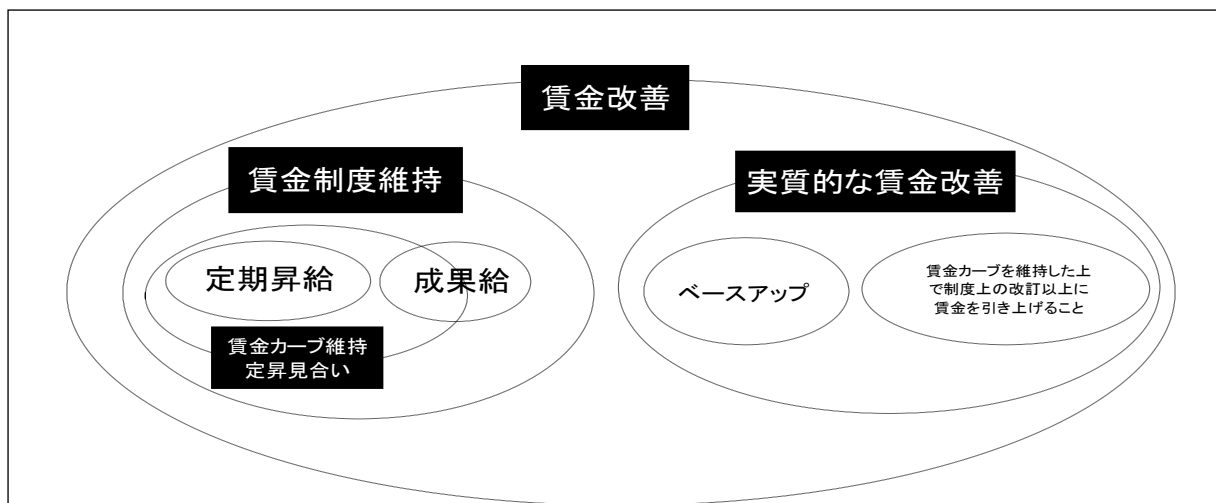 賃金改善
賃金制度維持
実質的な賃金改善
定期昇給
成果給
ベースアップ
賃金カーブを維持した上
で制度上の改訂以上に
賃金を引き上げること
賃金カーブ維持
定昇見合い